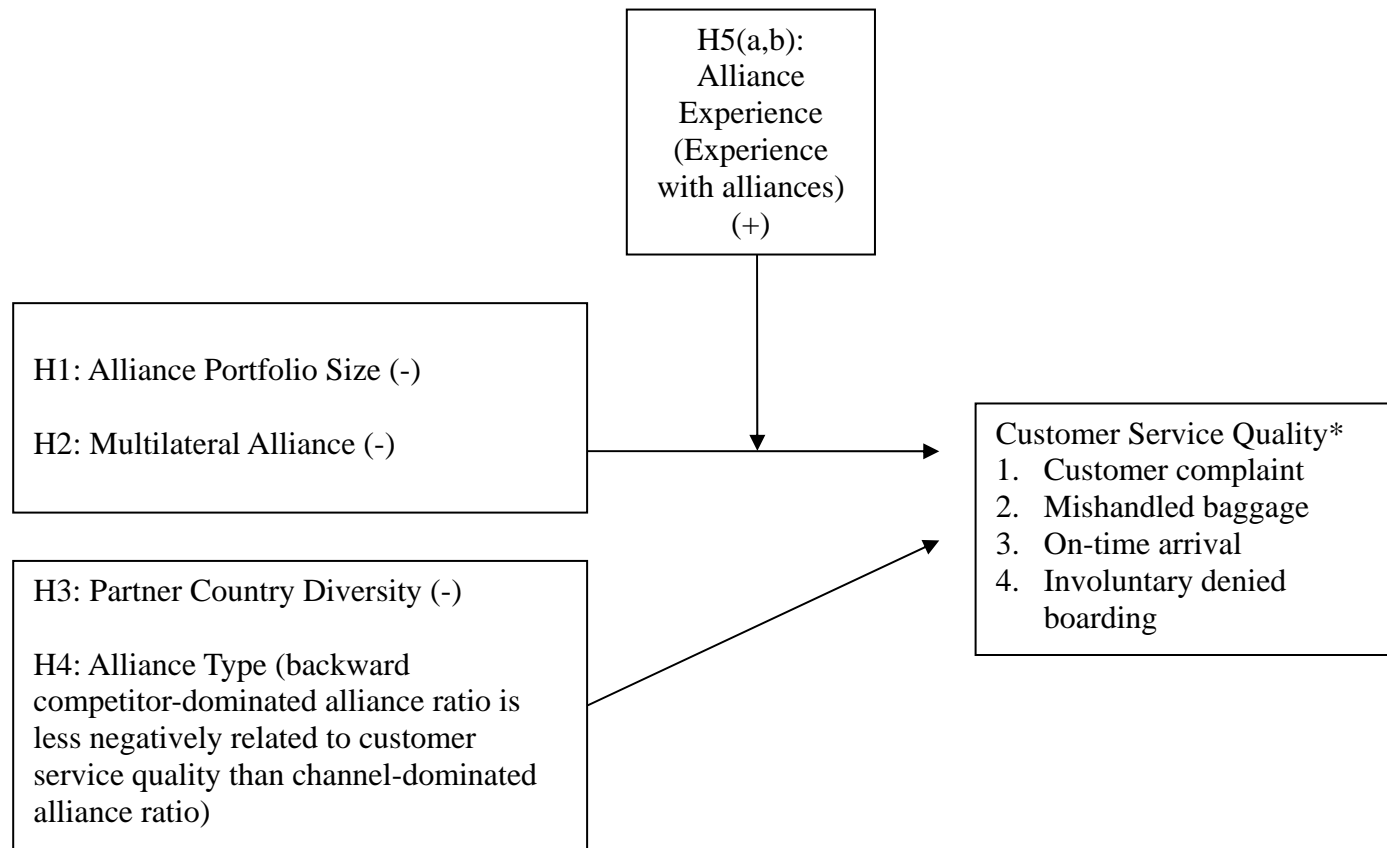 H5(a,b):
Alliance
Experience
(Experience
with alliances)
(+)
H1: Alliance Portfolio Size (-)
H2: Multilateral Alliance (-)
H3: Partner Country Diversity (-)
H4: Alliance Type (backward
competitor-dominated alliance ratio is
less negatively related to customer
service quality than channel-dominated
alliance ratio)
Customer Service Quality*
1. Customer complaint
2. Mishandled baggage
3. On-time arrival
4. Involuntary denied
boarding